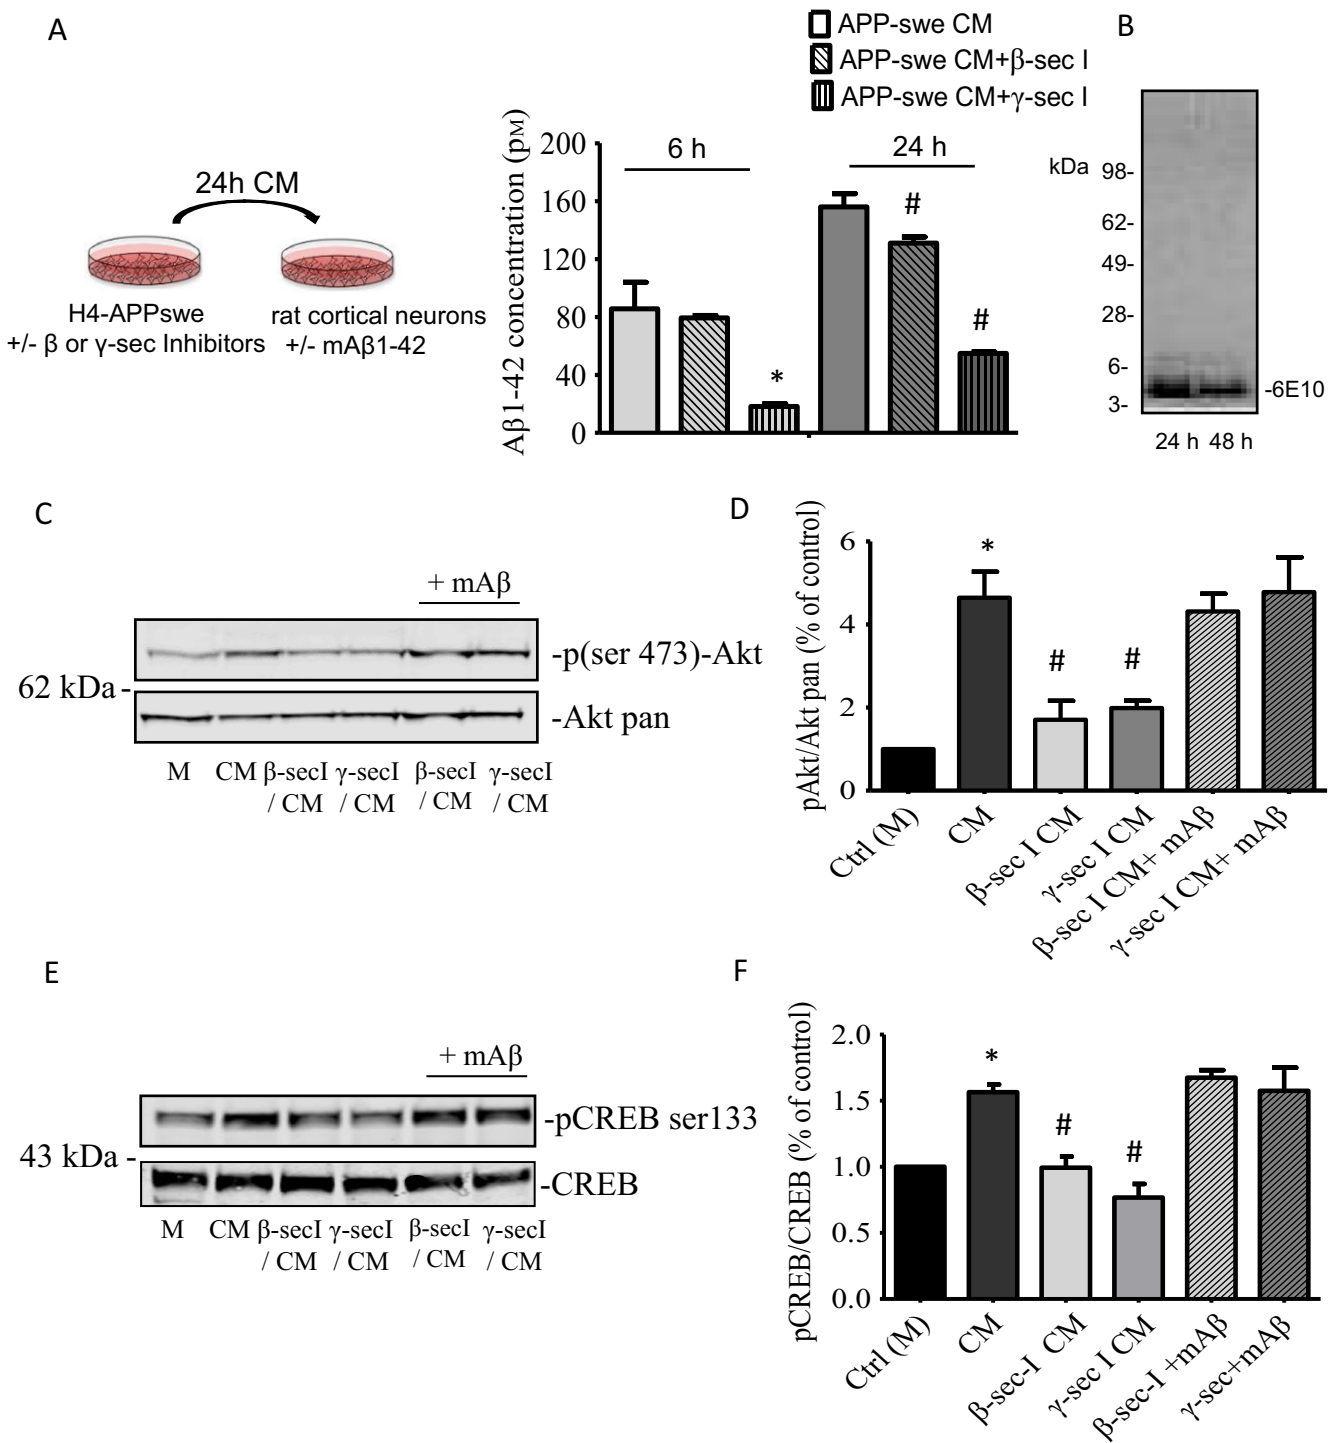 A
24h CM
H4-APPswe
+/- β or γ-sec Inhibitors
rat cortical neurons
+/- mAβ1-42
APP-swe CM
APP-swe CM+β-sec I
APP-swe CM+γ-sec I
Aβ1-42 concentration (pM)
200
160
120
80
40
0
6 h
24 h
*
#
#
B
kDa
98-
62-
49-
28-
6-
3-
-6E10
24 h 48 h
C
+ mAβ
-p(ser 473)-Akt
62 kDa -
-Akt pan
M CM β-secI γ-secI β-secI γ-secI
/ CM / CM / CM / CM
D
pAkt/Akt pan (% of control)
6
4
2
0
*
#
#
Ctrl (M)
CM
β-sec I CM
γ-sec I CM
β-sec I CM+ mAβ
γ-sec I CM+ mAβ
E
+ mAβ
-pCREB ser133
43 kDa -
-CREB
M CM β-secI γ-secI β-secI γ-secI
/ CM / CM / CM / CM
F
pCREB/CREB (% of control)
2.0
1.5
1.0
0.5
0.0
*
#
#
Ctrl (M)
CM
β-sec-I CM
γ-sec I CM
β-sec-I +mAβ
γ-sec+mAβ